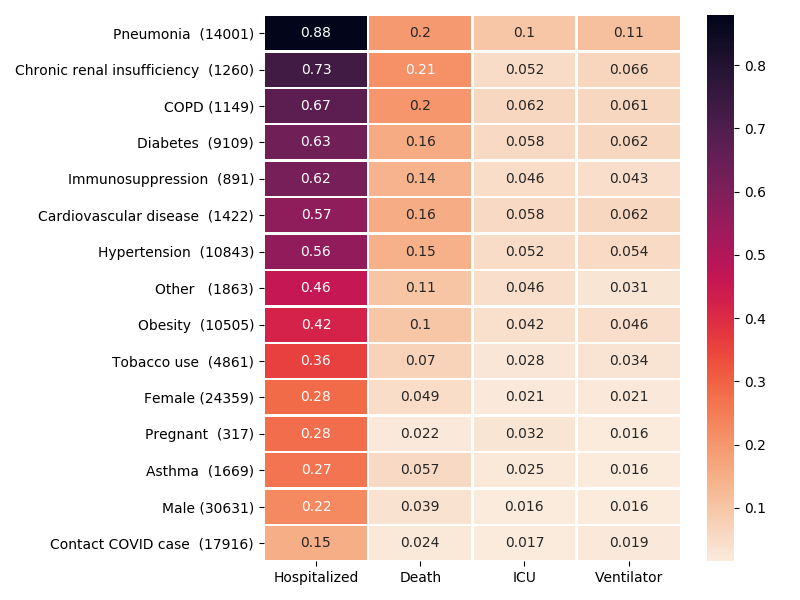 Pneumonia (14001) 0.88 0.2 0.1 0.11
Chronic renal insufficiency (1260) 0.73 0.21 0.052 0.066
COPD (1149) 0.67 0.2 0.062 0.061
Diabetes (9109) 0.63 0.16 0.058 0.062
Immunosuppression (891) 0.62 0.14 0.046 0.043
Cardiovascular disease (1422) 0.57 0.16 0.058 0.062
Hypertension (10843) 0.56 0.15 0.052 0.054
Other (1863) 0.46 0.11 0.046 0.031
Obesity (10505) 0.42 0.1 0.042 0.046
Tobacco use (4861) 0.36 0.07 0.028 0.034
Female (24359) 0.28 0.049 0.021 0.021
Pregnant (317) 0.28 0.022 0.032 0.016
Asthma (1669) 0.27 0.057 0.025 0.016
Male (30631) 0.22 0.039 0.016 0.016
Contact COVID case (17916) 0.15 0.024 0.017 0.019
Hospitalized Death ICU Ventilator
0.8
0.7
0.6
0.5
0.4
0.3
0.2
0.1